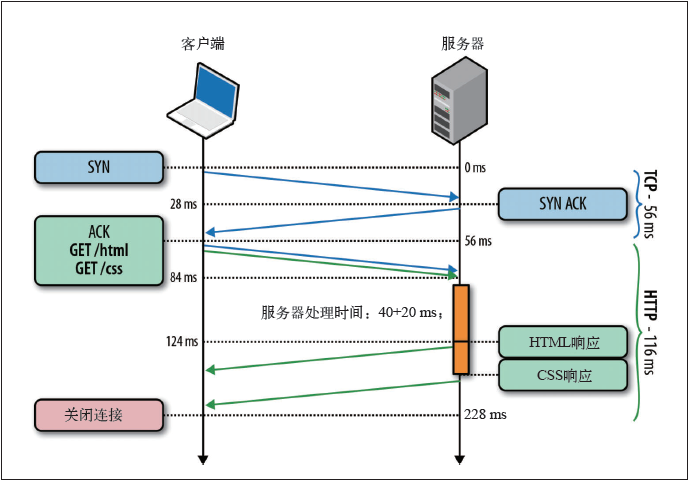 客户端
服务器
SYN
0 ms
28 ms
SYN ACK
TCP - 56 ms
ACK
GET /html
GET /css
56 ms
84 ms
服务器处理时间：40+20 ms；
HTTP - 116 ms
124 ms
HTML响应
CSS响应
关闭连接
228 ms